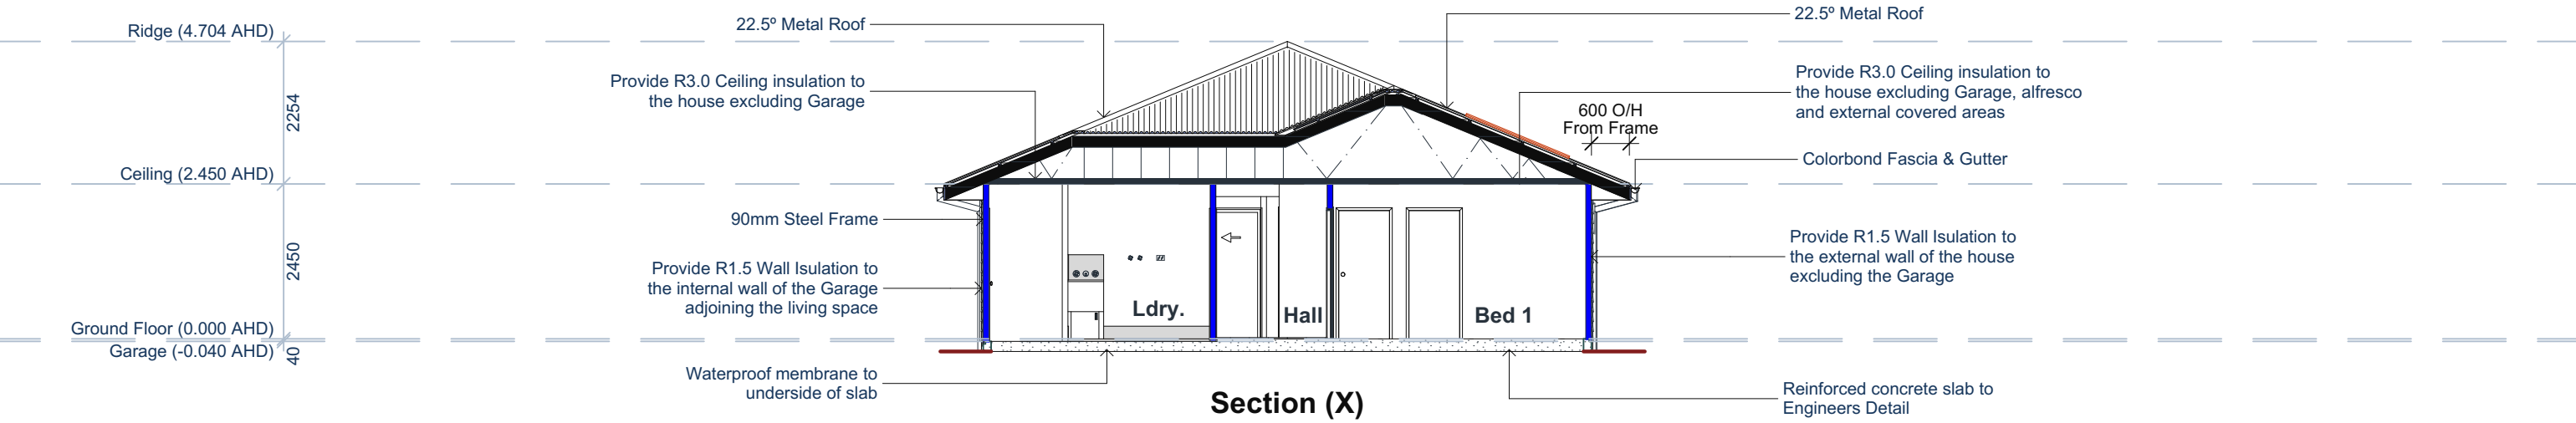 Ridge (4.704 AHD)
2254
Ceiling (2.450 AHD)
2450
Ground Floor (0.000 AHD)
Garage (-0.040 AHD)
40
22.5º Metal Roof
Provide R3.0 Ceiling insulation to
the house excluding Garage
90mm Steel Frame
Provide R1.5 Wall Isulation to
the internal wall of the Garage
adjoining the living space
Waterproof membrane to
underside of slab
Ldry.
Hall
Bed 1
Section (X)
600 O/H
From Frame
22.5º Metal Roof
Provide R3.0 Ceiling insulation to
the house excluding Garage, alfresco
and external covered areas
Colorbond Fascia & Gutter
Provide R1.5 Wall Isulation to
the external wall of the house
excluding the Garage
Reinforced concrete slab to
Engineers Detail